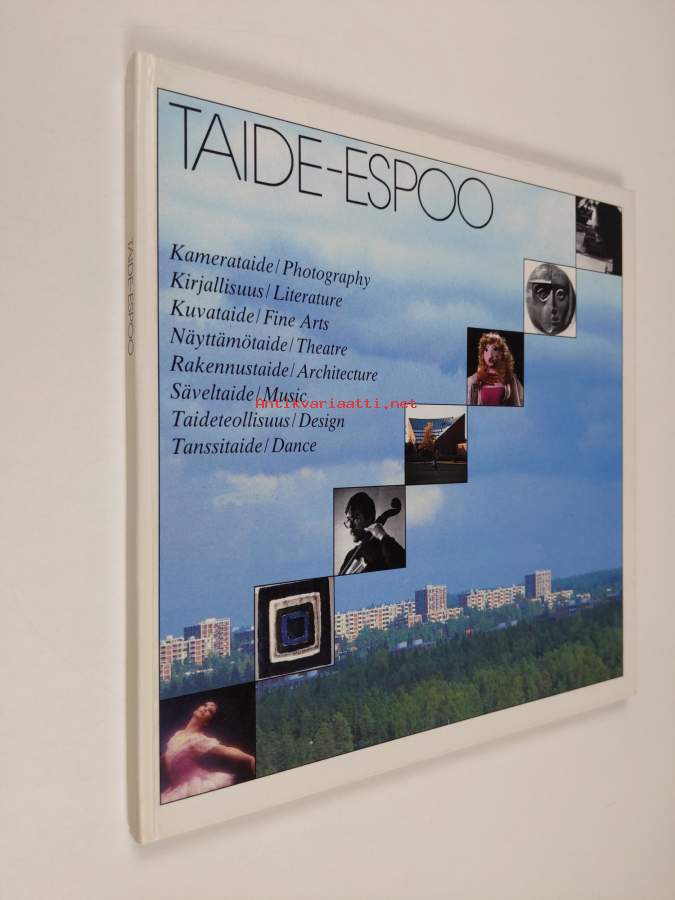 TAIDE-ESPOO
Kamerataide/Photography
Kirjallisuus/Literature
Kuvataide/Fine Arts
Näyttämötaide/Theatre
Rakennustaide/Architecture
Säveltaide/Music
Antikvariaatti.net
Taideteollisuus/Design
Tanssitaide/Dance
TAIDE-ESPOO